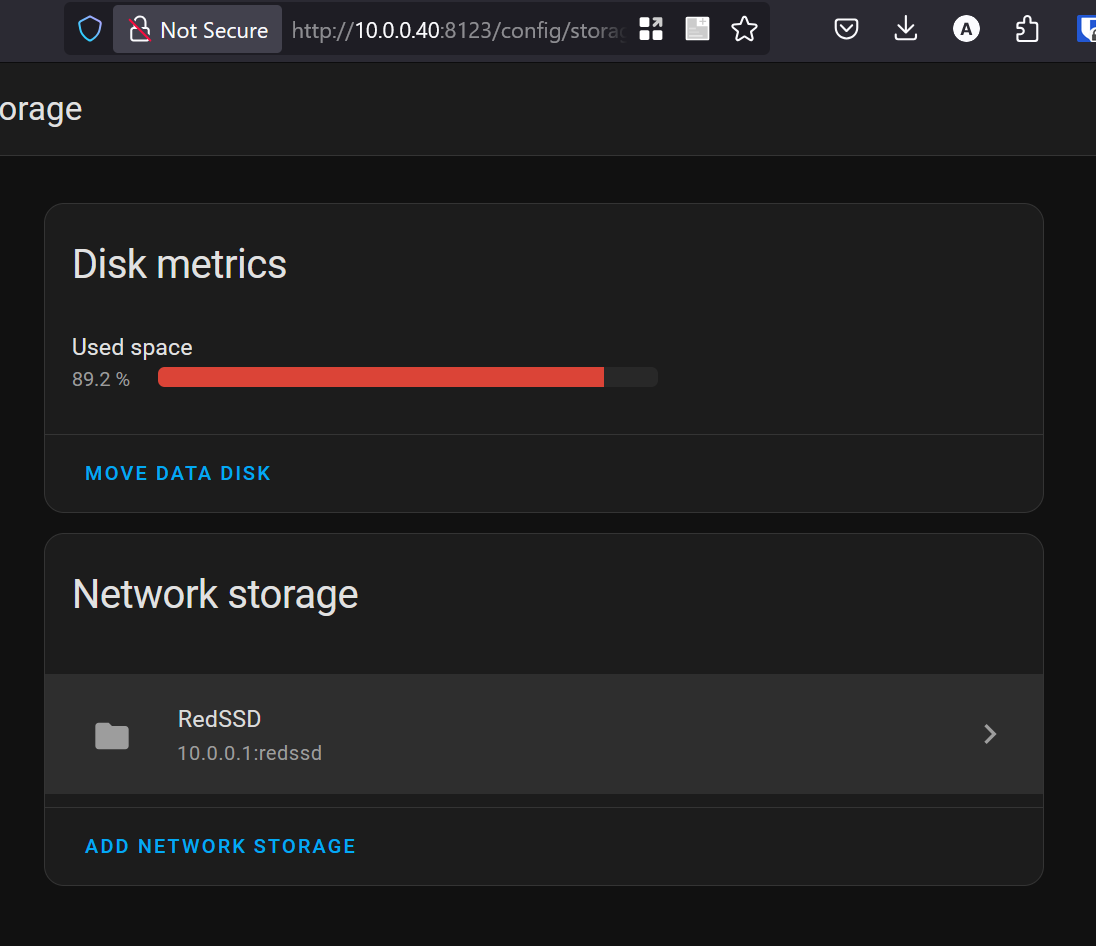 Not Secure http://10.0.0.40:8123/config/storag
A
orage
Disk metrics
Used space
89.2 %
MOVE DATA DISK
Network storage
RedSSD
10.0.0.1:redssd
ADD NETWORK STORAGE